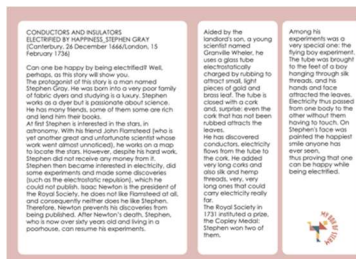 CONDUCTORS AND INSULATORS
ELECTRIFIED BY HAPPINESS_STEPHEN GRAY
(Canterbury, 26 December 1666/London, 15
February 1736)
Can one be happy by being electrified? Well,
perhaps, as this story will show you.
The protagonist of this story is a man named
Stephen Gray. He was born into a very poor family
of fabric dyers and studying is a luxury. Stephen
works as a dyer but is passionate about science.
He has many friends, some of them some are rich
and lend him their books.
At first Stephen is interested in the stars, in
astronomy. With his friend John Flamsteed (who is
yet another great and unfortunate scientist whose
work went almost unnoticed), he works on a map
to locate the stars. However, despite his hard work,
Stephen did not receive any money from it.
Stephen then became interested in electricity, did
some experiments and made some discoveries
(such as the electrostatic repulsion), which he
could not publish. Isaac Newton is the president of
the Royal Society, he does not like Flamsteed at all,
and consequently neither does he like Stephen.
Therefore, Newton prevents his discoveries from
being published. After Newton's death, Stephen,
who is now over sixty years old and living in a
poorhouse, can resume his experiments.
Aided by the
landlord's son, a young
scientist named
Granville Wheler, he
uses a glass tube
electrostatically
charged by rubbing to
attract small, light
pieces of gold and
brass leaf. The tube is
closed with a cork
and, surprise: even the
cork that has not been
rubbed attracts the
leaves.
He has discovered
conductors, electricity
flows from the tube to
the cork. He added
very long corks and
also silk and hemp
threads, very, very
long ones that could
carry electricity really
far.
The Royal Society in
1731 instituted a prize,
the Copley Medal:
Stephen won two of
them.
Among his
experiments was a
very special one: the
flying boy experiment.
The tube was brought
to the feet of a boy
hanging through silk
threads, and his
hands and face
attracted the leaves.
Electricity thus passed
from one body to the
other without them
having to touch. On
Stephen's face was
painted the happiest
smile anyone has
ever seen,
thus proving that one
can be happy while
being electrified.